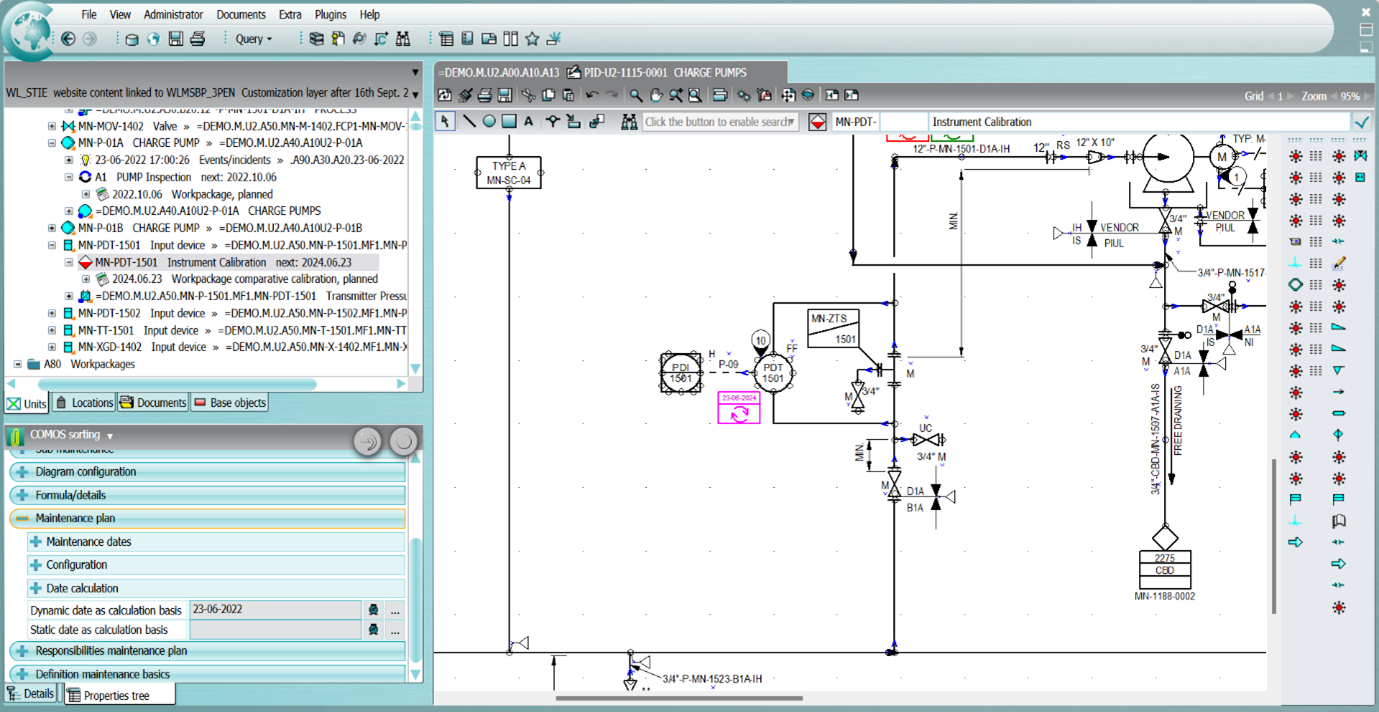 File View Administrator Documents Extra Plugins Help
Query
WL_STIE website content linked to WLMSBP_3PEN Customization layer after 16th Sept. 2
MN-MOV-1402 Valve » =DEMO.M.U2.A50.MN-M-1402.FCP1-MN-MOV-
MN-P-01A CHARGE PUMP » =DEMO.M.U2.A40.A10U2-P-01A
23-06-2022 17:00:26 Events/incidents » .A90.A30.A20.23-06-2022
A1 PUMP Inspection next: 2022.10.06
2022.10.06 Workpackage, planned
=DEMO.M.U2.A40.A10U2-P-01A CHARGE PUMPS
MN-P-01B CHARGE PUMP » =DEMO.M.U2.A40.A10U2-P-01B
MN-PDT-1501 Input device » =DEMO.M.U2.A50.MN-P-1501.MF1.MN-P
MN-PDT-1501 Instrument Calibration next: 2024.06.23
2024.06.23 Workpackage comparative calibration, planned
=DEMO.M.U2.A50.MN-P-1501.MF1.MN-PDT-1501 Transmitter Pressu
MN-PDT-1502 Input device » =DEMO.M.U2.A50.MN-P-1502.MF1.MN-P
MN-TT-1501 Input device » =DEMO.M.U2.A50.MN-T-1501.MF1.MN-TT
MN-XGD-1402 Input device » =DEMO.M.U2.A50.MN-X-1402.MF1.MN-X
A80 Workpackages
Units Locations Documents Base objects
COMOS sorting
Sub maintenance
Diagram configuration
Formula/details
Maintenance plan
Maintenance dates
Configuration
Date calculation
Dynamic date as calculation basis 23-06-2022 ...
Static date as calculation basis ...
Responsibilities maintenance plan
Definition maintenance basics
Details Properties tree
=DEMO.M.U2.A00.A10.A13 PID-U2-1115-0001 CHARGE PUMPS
Grid 1 Zoom 95%
A Click the button to enable search MN-PDT- Instrument Calibration
TYPE A
MN-SC-04
12"-P-MN-1501-D1A-IH
12" RS 12" X 10"
TYP. M-
M
1
MIN.
3/4"
M
IH VENDOR
IS PIUL
VENDOR
PIUL
3/4"-P-MN-1517-
3/4"
M
D1A A1A
IS NI
3/4"
M
D1A
A1A
MN-ZTS
1501
10
FF
H
P-09
PDI
1501
PDT
1501
23-06-2024
M
M 3/4"
UC
3/4" M
MIN.
M
D1A
B1A
3/4"-CBD-MN-1507-A1A-IS
FREE DRAINING
2275
CBD
MN-1188-0002
3/4"-P-MN-1523-B1A-IH